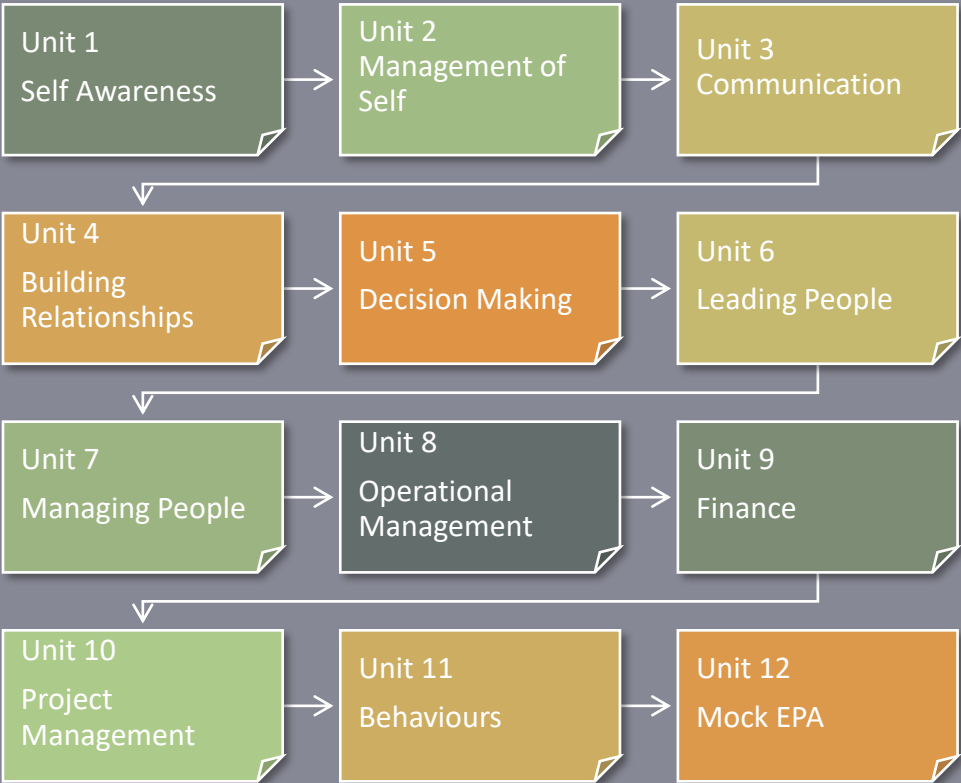 Unit 1
Self Awareness
Unit 2
Management of
Self
Unit 3
Communication
Unit 4
Building
Relationships
Unit 5
Decision Making
Unit 6
Leading People
Unit 7
Managing People
Unit 8
Operational
Management
Unit 9
Finance
Unit 10
Project
Management
Unit 11
Behaviours
Unit 12
Mock EPA